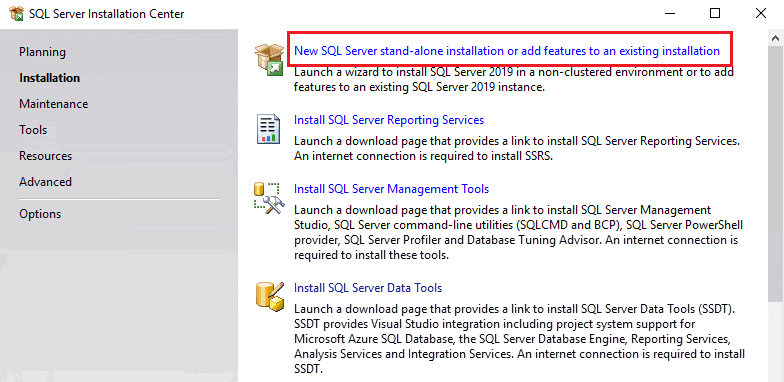 SQL Server Installation Center
Planning
Installation
Maintenance
Tools
Resources
Advanced
Options
New SQL Server stand-alone installation or add features to an existing installation
Launch a wizard to install SQL Server 2019 in a non-clustered environment or to add
features to an existing SQL Server 2019 instance.
Install SQL Server Reporting Services
Launch a download page that provides a link to install SQL Server Reporting Services.
An internet connection is required to install SSRS.
Install SQL Server Management Tools
Launch a download page that provides a link to install SQL Server Management
Studio, SQL Server command-line utilities (SQLCMD and BCP), SQL Server PowerShell
provider, SQL Server Profiler and Database Tuning Advisor. An internet connection is
required to install these tools.
Install SQL Server Data Tools
Launch a download page that provides a link to install SQL Server Data Tools (SSDT).
SSDT provides Visual Studio integration including project system support for
Microsoft Azure SQL Database, the SQL Server Database Engine, Reporting Services,
Analysis Services and Integration Services. An internet connection is required to install
SSDT.